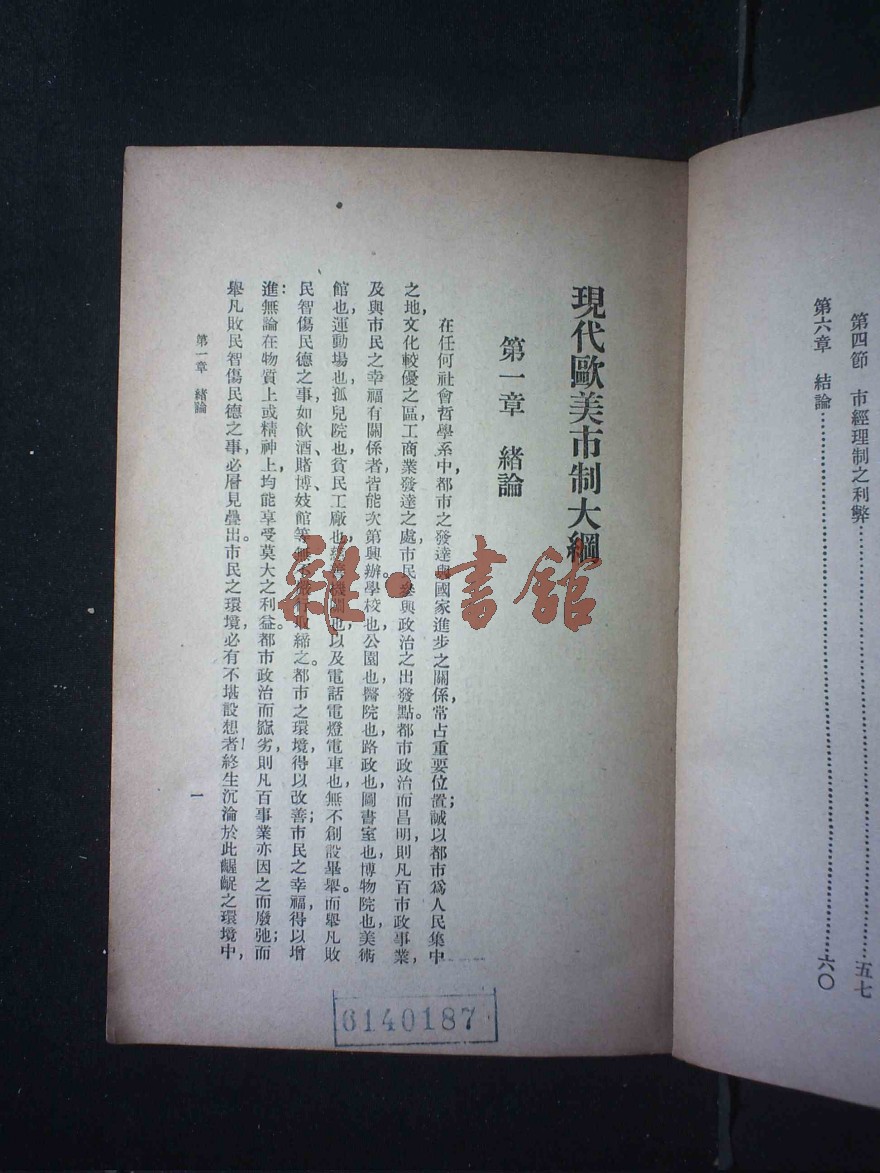 第四節　市經理制之利弊……五七
第六章　結論……六〇
現代歐美市制大綱
第一章　緒論
在任何社會哲學系中，都市之發達與國家進步之關係，常占重要位置；誠以都市爲人民集中
之地，文化較優之區，工商業發達之處，市民參與政治之出發點。都市政治而昌明，則凡百市政事業，
及與市民之幸福有關係者，皆能次第興辦。學校也，公園也，醫院也，路政也，圖書室也，博物院也，美術
館也，運動場也，孤兒院也，貧民工廠也，慈善機關也，以及電話電燈電車也，無不創設畢舉。而舉凡敗
民智傷民德之事，如飲酒、賭博、妓館等，無不嚴行取締之。都市之環境，得以改善；市民之幸福，得以增
進：無論在物質上或精神上，均能享受莫大之利益。都市政治而竄劣，則凡百事業亦因之而廢弛；而
舉凡敗民智傷民德之事，必層見疊出。市民之環境，必有不堪設想者！終生沉淪於此齷齪之環境中，
第一章　緒論
一
6140187
雜·書館